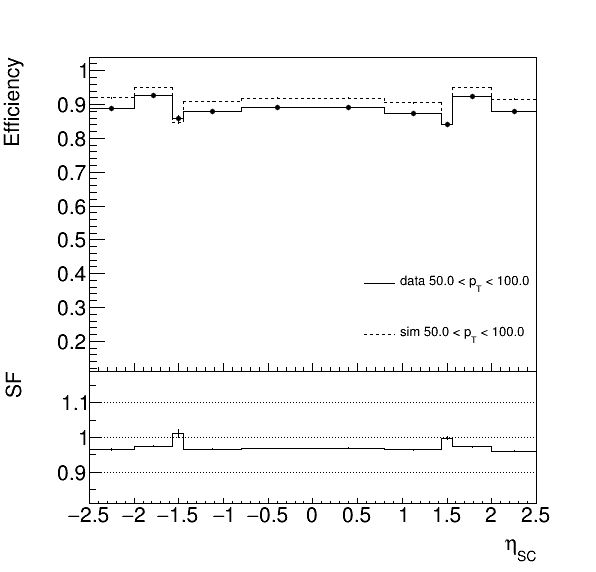 Efficiency
1
0.9
0.8
0.7
0.6
0.5
0.4
0.3
0.2
data 50.0 < p_T < 100.0
sim 50.0 < p_T < 100.0
SF
1.1
1
0.9
−2.5 −2 −1.5 −1 −0.5 0 0.5 1 1.5 2 2.5
η_SC